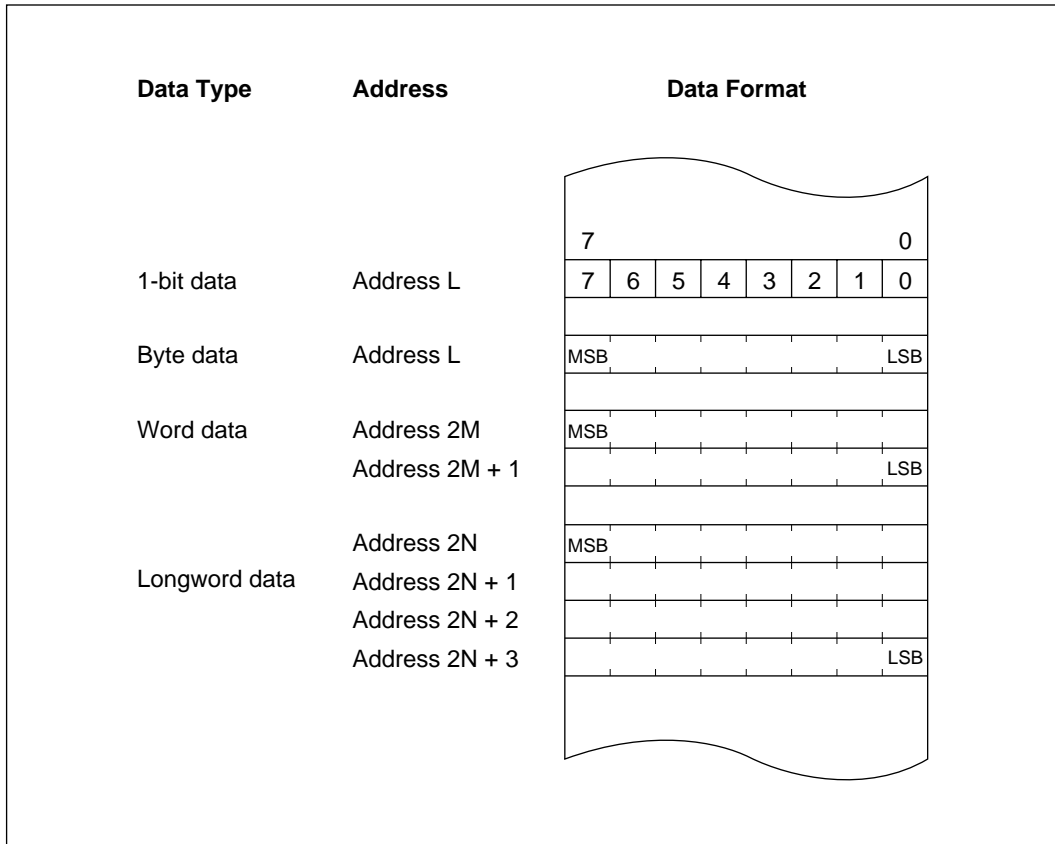 Data Type Address Data Format
7 0
1-bit data Address L 7 6 5 4 3 2 1 0
Byte data Address L MSB LSB
Word data Address 2M MSB
Address 2M + 1 LSB
Address 2N MSB
Longword data Address 2N + 1
Address 2N + 2
Address 2N + 3 LSB